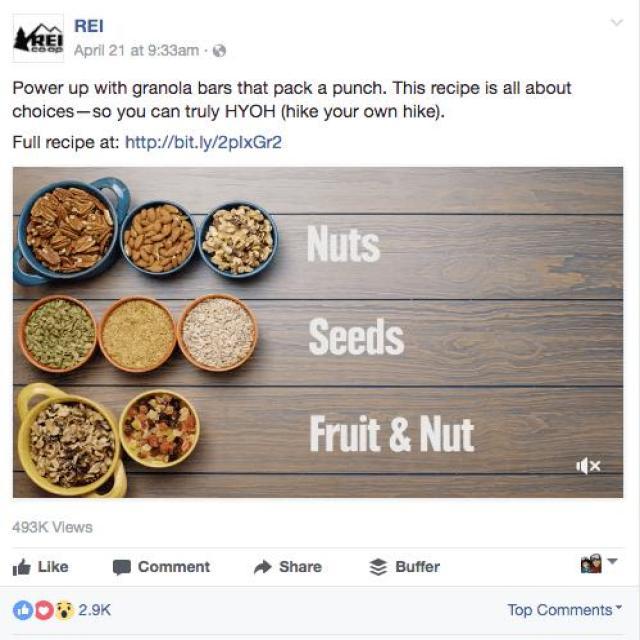 REI
REI
co·op
April 21 at 9:33am ·
Power up with granola bars that pack a punch. This recipe is all about
choices—so you can truly HYOH (hike your own hike).
Full recipe at: http://bit.ly/2plxGr2
Nuts
Seeds
Fruit & Nut
493K Views
Like Comment Share Buffer
2.9K Top Comments